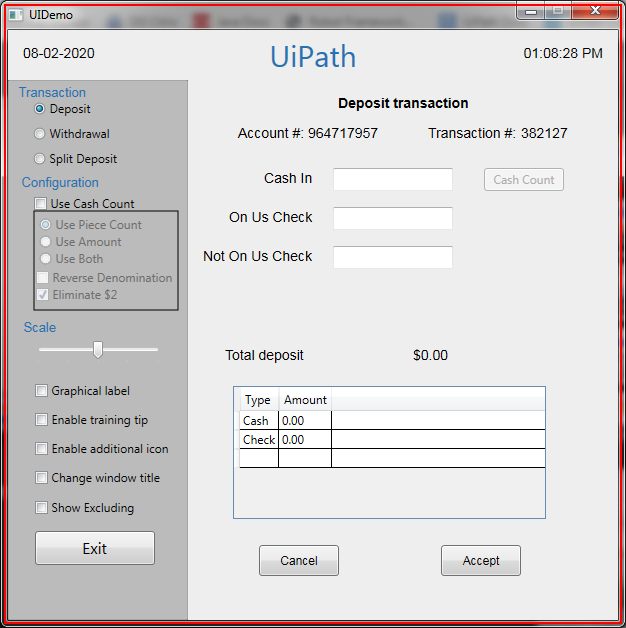 UIDemo
08-02-2020
UiPath
01:08:28 PM
Transaction
Deposit
Withdrawal
Split Deposit
Configuration
Use Cash Count
Use Piece Count
Use Amount
Use Both
Reverse Denomination
Eliminate $2
Scale
Graphical label
Enable training tip
Enable additional icon
Change window title
Show Excluding
Exit
Deposit transaction
Account #: 964717957 Transaction #: 382127
Cash In Cash Count
On Us Check
Not On Us Check
Total deposit $0.00
Type Amount
Cash 0.00
Check 0.00
Cancel Accept